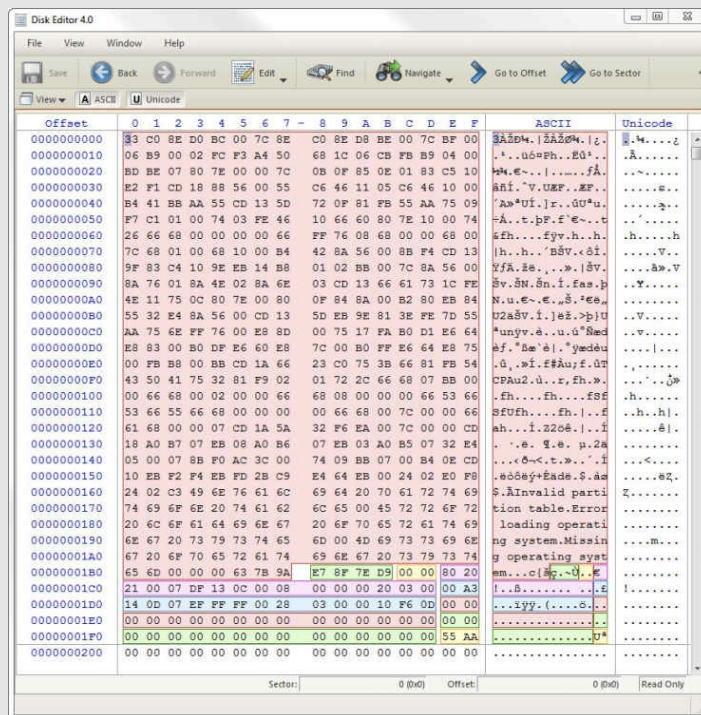 Disk Editor 4.0
File View Window Help
Save Back Forward Edit Find Navigate Go to Offset Go to Sector
View ASCII Unicode
Offset 0 1 2 3 4 5 6 7 - 8 9 A B C D E F ASCII Unicode
0000000000 33 C0 8E D0 BC 00 7C 8E C0 8E D8 BE 00 7C BF 00
0000000010 06 B9 00 02 FC F3 A4 50 68 1C 06 CB FB B9 04 00
0000000020 BD BE 07 80 7E 00 00 7C 0B 0F 85 0E 01 83 C5 10
0000000030 E2 F1 CD 18 88 56 00 55 C6 46 11 05 C6 46 10 00
0000000040 B4 41 BB AA 55 CD 13 5D 72 0F 81 FB 55 AA 75 09
0000000050 F7 C1 01 00 74 03 FE 46 10 66 60 80 7E 10 00 74
0000000060 26 66 68 00 00 00 00 66 FF 76 08 68 00 00 68 00
0000000070 7C 68 01 00 68 10 00 B4 42 8A 56 00 8B F4 CD 13
0000000080 9F 83 C4 10 9E EB 14 B8 01 02 BB 00 7C 8A 56 00
0000000090 8A 76 01 8A 4E 02 8A 6E 03 CD 13 66 61 73 1C FE
00000000A0 4E 11 75 0C 80 7E 00 80 0F 84 8A 00 B2 80 EB 84
00000000B0 55 32 E4 8A 56 00 CD 13 5D EB 9E 81 3E FE 7D 55
00000000C0 AA 75 6E FF 76 00 E8 8D 00 75 17 FA B0 D1 E6 64
00000000D0 E8 83 00 B0 DF E6 60 E8 7C 00 B0 FF E6 64 E8 75
00000000E0 00 FB B8 00 BB CD 1A 66 23 C0 75 3B 66 81 FB 54
00000000F0 43 50 41 75 32 81 F9 02 01 72 2C 66 68 07 BB 00
0000000100 00 66 68 00 02 00 00 66 68 08 00 00 00 66 53 66
0000000110 53 66 55 66 68 00 00 00 00 66 68 00 7C 00 00 66
0000000120 61 68 00 00 07 CD 1A 5A 32 F6 EA 00 7C 00 00 CD
0000000130 18 A0 B7 07 EB 08 A0 B6 07 EB 03 A0 B5 07 32 E4
0000000140 05 00 07 8B F0 AC 3C 00 74 09 BB 07 00 B4 0E CD
0000000150 10 EB F2 F4 EB FD 2B C9 E4 64 EB 00 24 02 E0 F8
0000000160 24 02 C3 49 6E 76 61 6C 69 64 20 70 61 72 74 69 $.ÃInvalid parti
0000000170 74 69 6F 6E 20 74 61 62 6C 65 00 45 72 72 6F 72 tion table.Error
0000000180 20 6C 6F 61 64 69 6E 67 20 6F 70 65 72 61 74 69 loading operati
0000000190 6E 67 20 73 79 73 74 65 6D 00 4D 69 73 73 69 6E ng system.Missin
00000001A0 67 20 6F 70 65 72 61 74 69 6E 67 20 73 79 73 74 g operating syst
00000001B0 65 6D 00 00 00 63 7B 9A E7 8F 7E D9 00 00 80 20
00000001C0 21 00 07 DF 13 0C 00 08 00 00 00 20 03 00 00 A3
00000001D0 14 0D 07 EF FF FF 00 28 03 00 00 10 F6 0D 00 00
00000001E0 00 00 00 00 00 00 00 00 00 00 00 00 00 00 00 00 ................
00000001F0 00 00 00 00 00 00 00 00 00 00 00 00 00 00 55 AA ..............Uª
0000000200 00 00 00 00 00 00 00 00 00 00 00 00 00 00 00 00 ................
Sector: 0 (0x0) Offset: 0 (0x0) Read Only